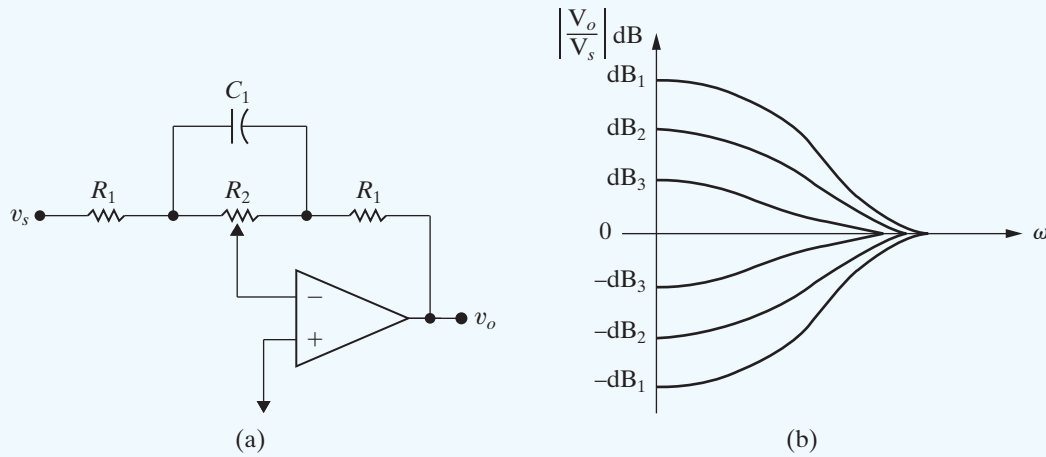 C₁
R₁
R₂
R₁
vₛ
−
+
vₒ
(a)
|Vₒ/Vₛ| dB
dB₁
dB₂
dB₃
0
ω
–dB₃
–dB₂
–dB₁
(b)